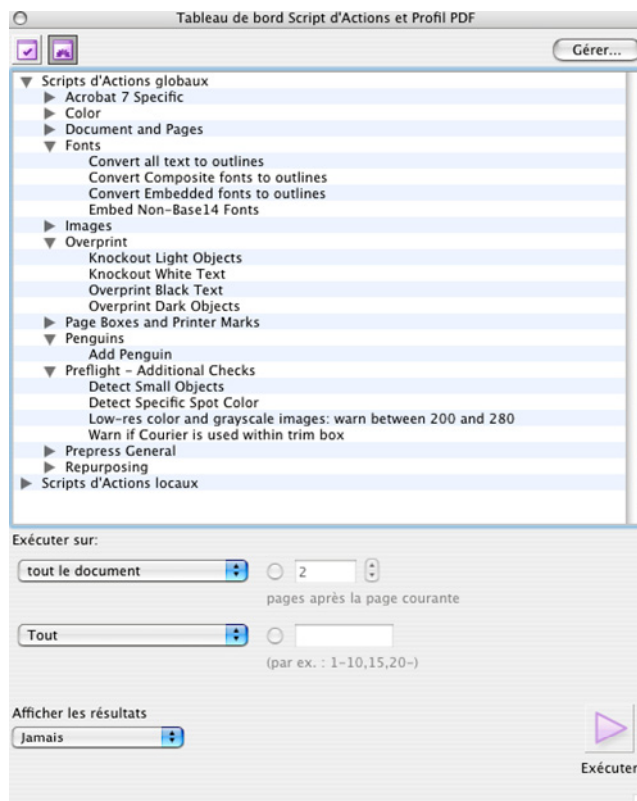 Tableau de bord Script d'Actions et Profil PDF
Gérer...
Scripts d'Actions globaux
Acrobat 7 Specific
Color
Document and Pages
Fonts
Convert all text to outlines
Convert Composite fonts to outlines
Convert Embedded fonts to outlines
Embed Non-Base14 Fonts
Images
Overprint
Knockout Light Objects
Knockout White Text
Overprint Black Text
Overprint Dark Objects
Page Boxes and Printer Marks
Penguins
Add Penguin
Preflight - Additional Checks
Detect Small Objects
Detect Specific Spot Color
Low-res color and grayscale images: warn between 200 and 280
Warn if Courier is used within trim box
Prepress General
Repurposing
Scripts d'Actions locaux
Exécuter sur:
tout le document 2
pages après la page courante
Tout
(par ex. : 1-10,15,20-)
Afficher les résultats
Jamais
Exécuter